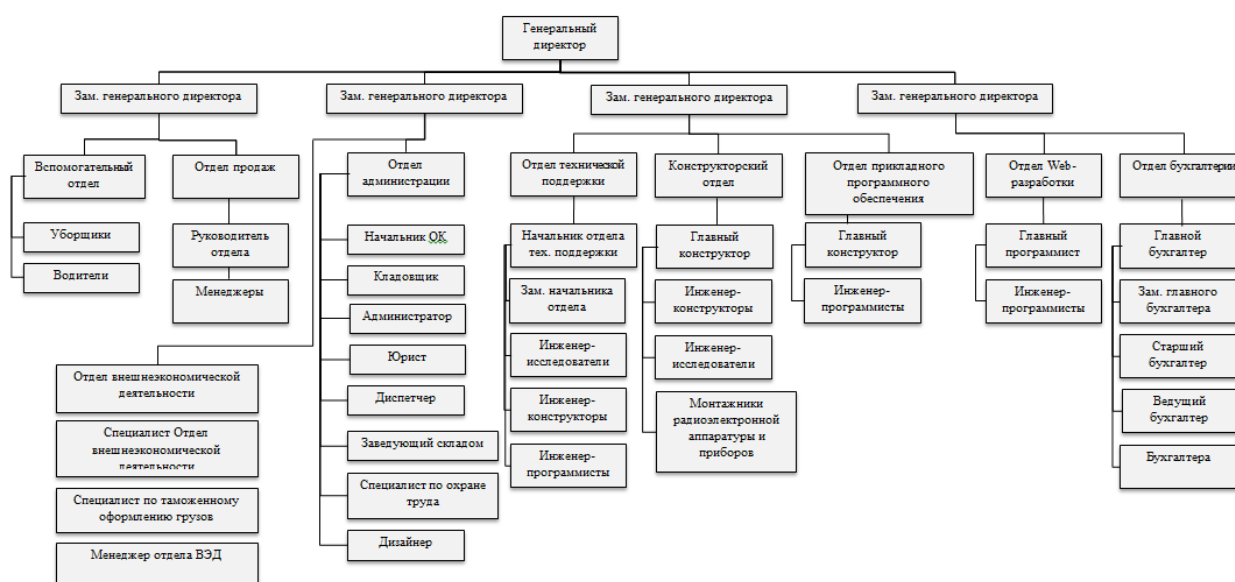 Генеральный
директор
Зам. генерального директора
Зам. генерального директора
Зам. генерального директора
Зам. генерального директора
Вспомогательный
отдел
Уборщики
Водители
Отдел продаж
Руководитель
отдела
Менеджеры
Отдел
администрации
Начальник ОК
Кладовщик
Администратор
Юрист
Диспетчер
Заведующий складом
Специалист по охране
труда
Дизайнер
Отдел внешнеэкономической
деятельности
Специалист Отдел
внешнеэкономической
деятельности
Специалист по таможенному
оформлению грузов
Менеджер отдела ВЭД
Отдел технической
поддержки
Начальник отдела
тех. поддержки
Зам. начальника
отдела
Инженер-
исследователи
Инженер-
конструкторы
Инженер-
программисты
Конструкторский
отдел
Главный
конструктор
Инженер-
конструкторы
Инженер-
исследователи
Монтажники
радиоэлектронной
аппаратуры и
приборов
Отдел прикладного
программного
обеспечения
Главный
конструктор
Инженер-
программисты
Отдел Web-
разработки
Главный
программист
Инженер-
программисты
Отдел бухгалтерии
Главной
бухгалтер
Зам. главного
бухгалтера
Старший
бухгалтер
Ведущий
бухгалтер
Бухгалтера